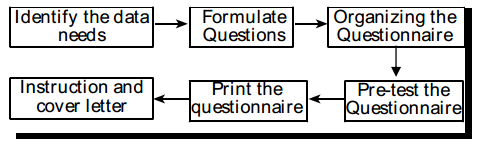 Identify the data
needs
Formulate
Questions
Organizing the
Questionnaire
Instruction and
cover letter
Print the
questionnaire
Pre-test the
Questionnaire